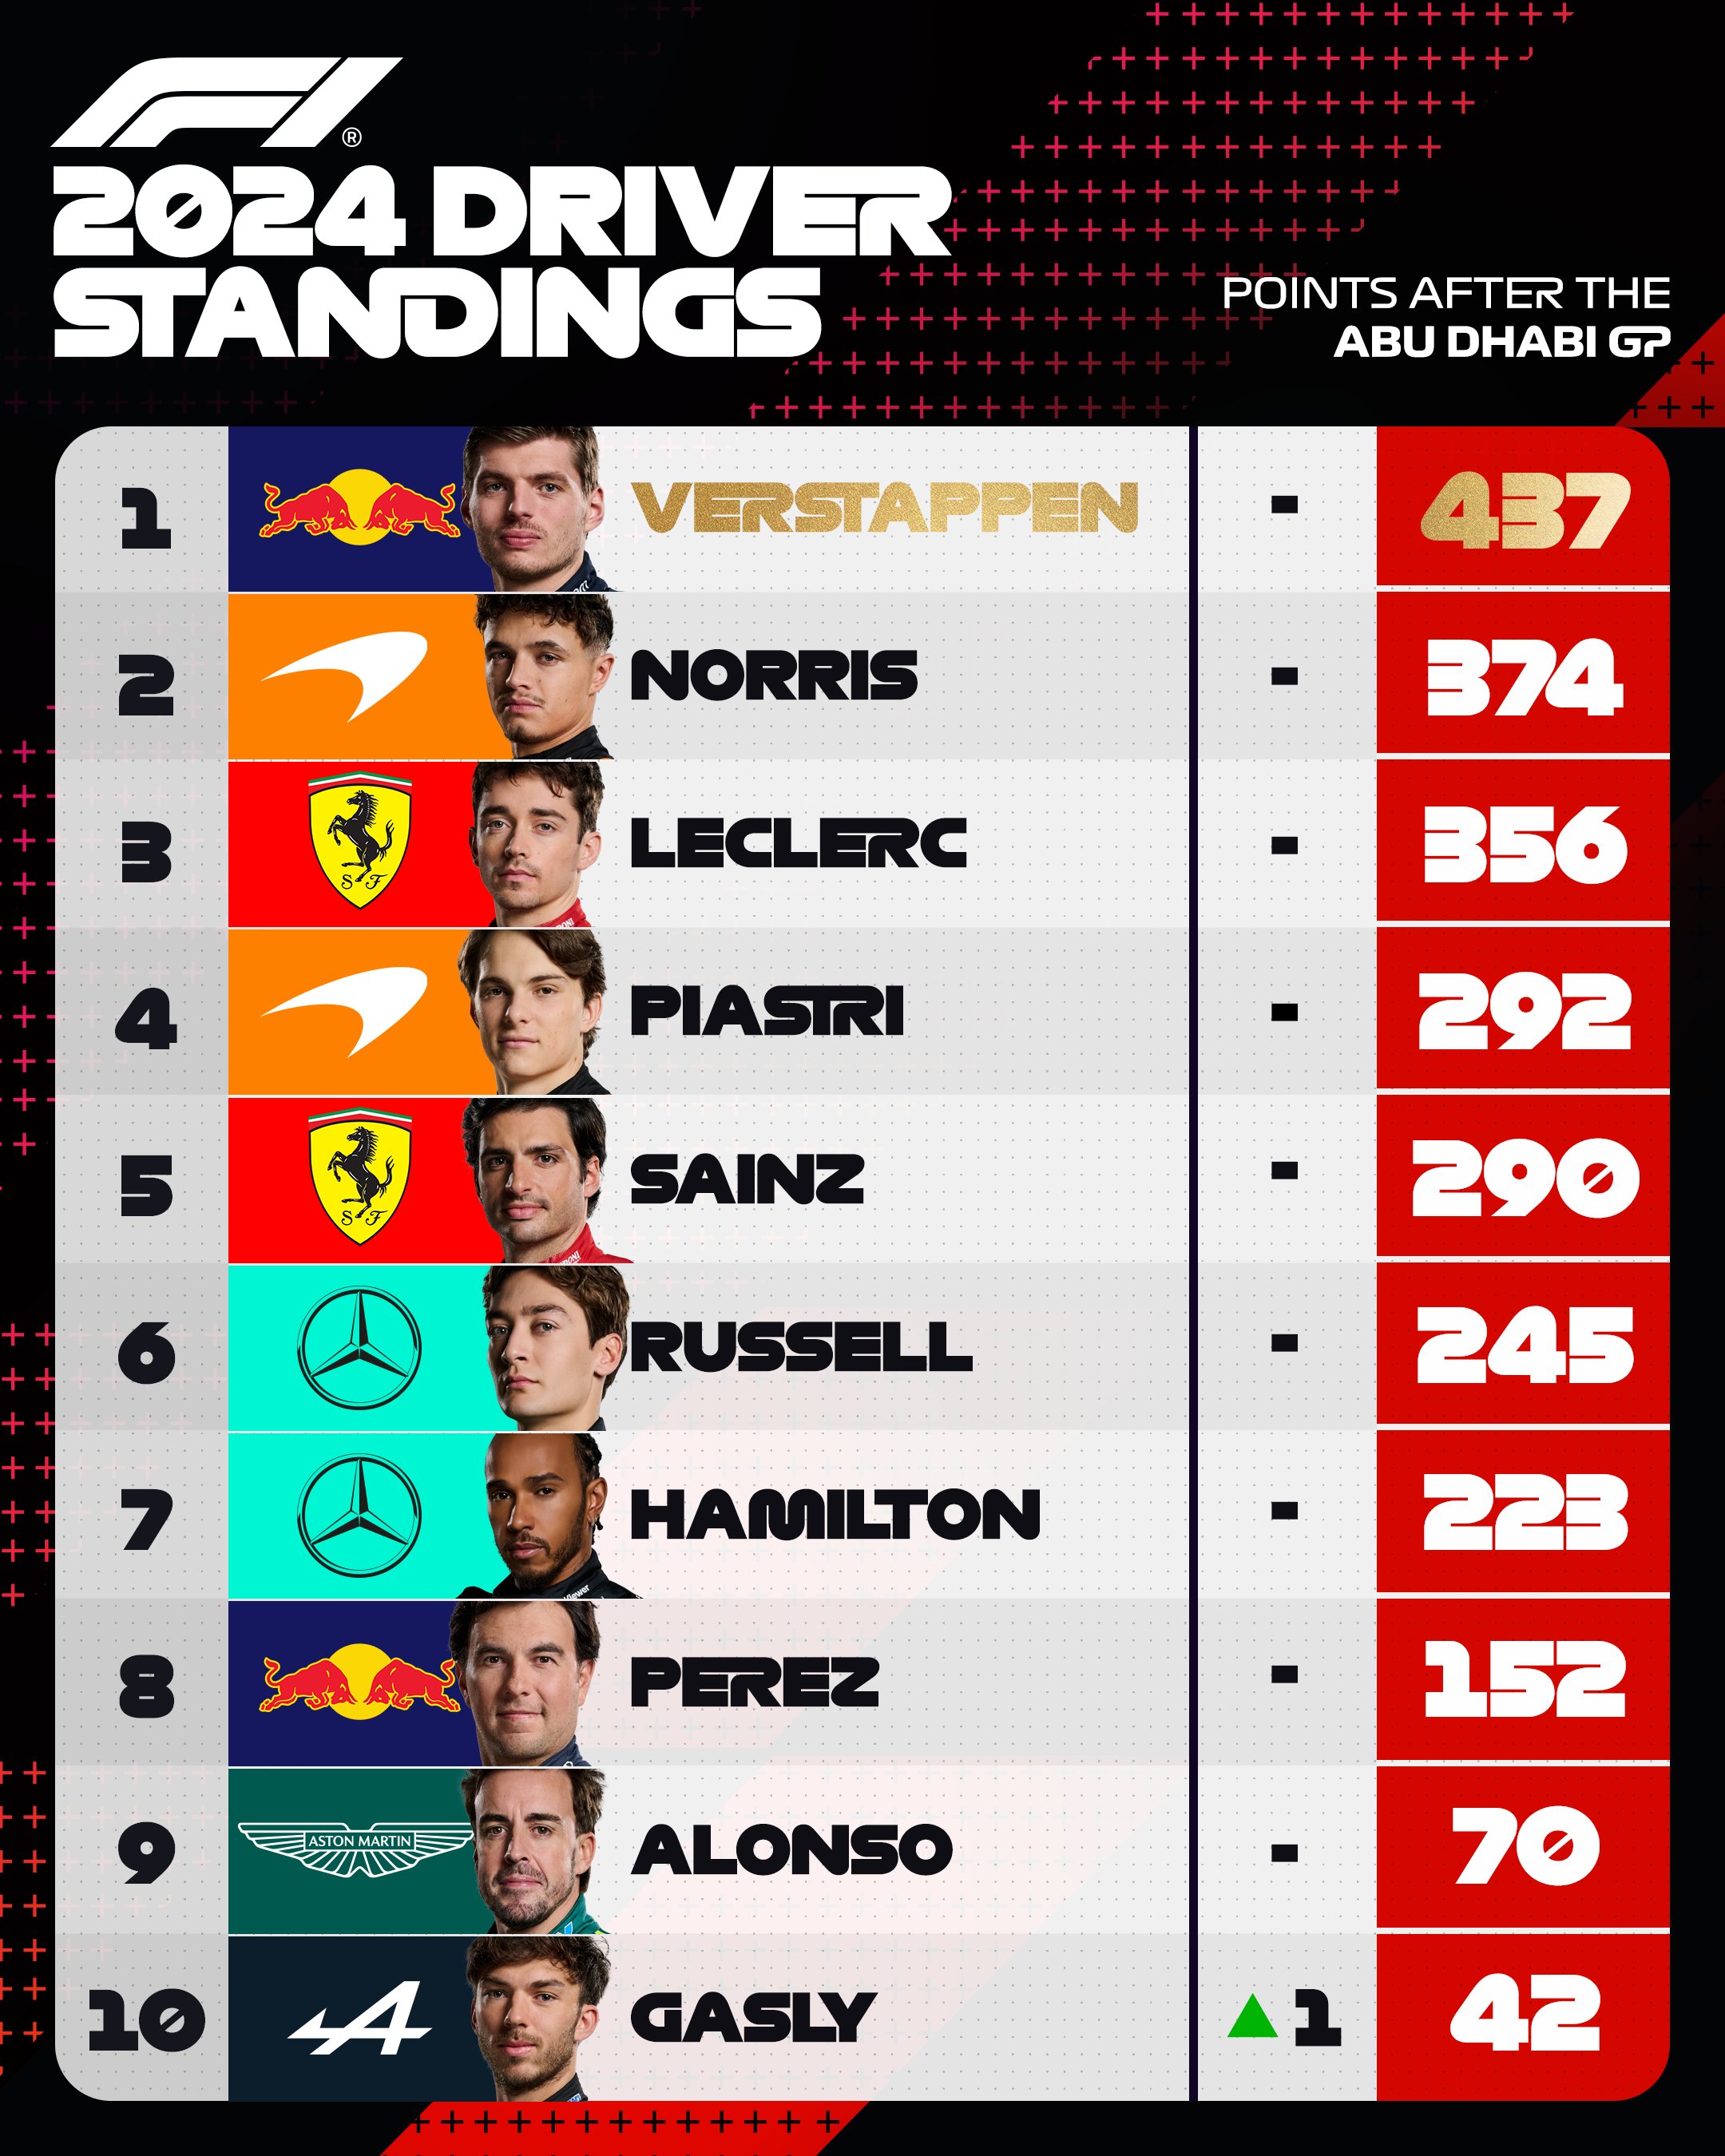 F1®
2024 DRIVER
STANDINGS
POINTS AFTER THE
ABU DHABI GP
1 VERSTAPPEN - 437
2 NORRIS - 374
3 S F LECLERC - 356
4 PIASTRI - 292
5 S F SAINZ - 290
6 RUSSELL - 245
7 HAMILTON - 223
8 PEREZ - 152
9 ASTON MARTIN ALONSO - 70
10 A GASLY ▲ 1 42